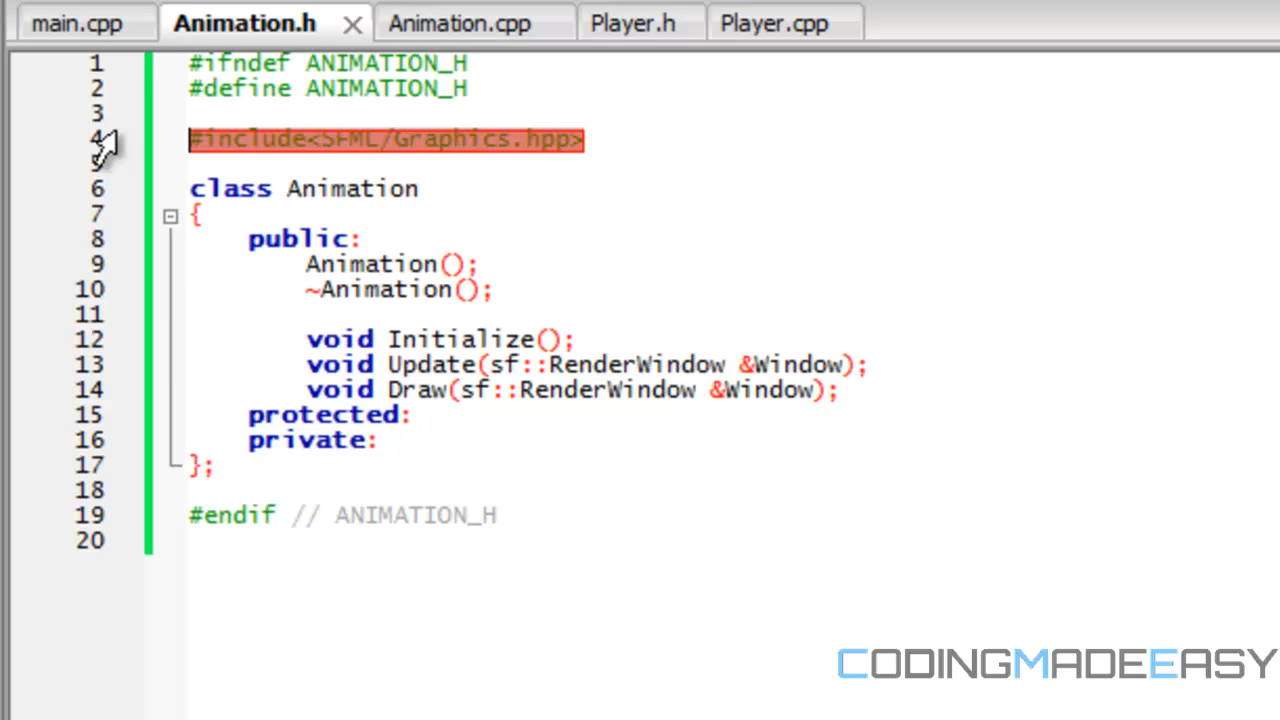 main.cpp Animation.h Animation.cpp Player.h Player.cpp
1 #ifndef ANIMATION_H
2 #define ANIMATION_H
3
4 #include<SFML/Graphics.hpp>
5
6 class Animation
7 {
8 public:
9 Animation();
10 ~Animation();
11
12 void Initialize();
13 void Update(sf::RenderWindow &Window);
14 void Draw(sf::RenderWindow &Window);
15 protected:
16 private:
17 };
18
19 #endif // ANIMATION_H
20
CODINGMADEEASY